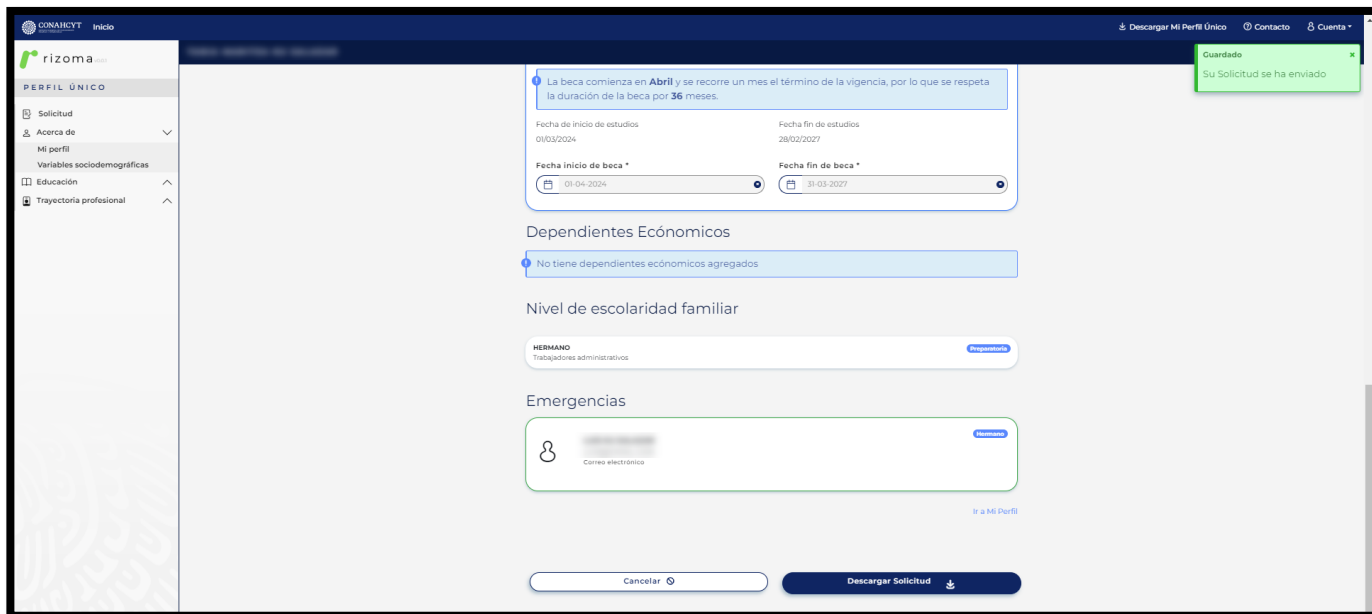 CONAHCYT Inicio
Descargar Mi Perfil Único Contacto Cuenta
rizoma
PERFIL ÚNICO
Solicitud
Acerca de
Mi perfil
Variables sociodemográficas
Educación
Trayectoria profesional
Guardado ×
Su Solicitud se ha enviado
La beca comienza en Abril y se recorre un mes el término de la vigencia, por lo que se respeta
la duración de la beca por 36 meses.
Fecha de inicio de estudios Fecha fin de estudios
01/03/2024 28/02/2027
Fecha inicio de beca * Fecha fin de beca *
01-04-2024 31-03-2027
Dependientes Ecónomicos
No tiene dependientes ecónomicos agregados
Nivel de escolaridad familiar
HERMANO Preparatoria
Trabajadores administrativos
Emergencias
Hermano
Correo electrónico
Ir a Mi Perfil
Cancelar Descargar Solicitud